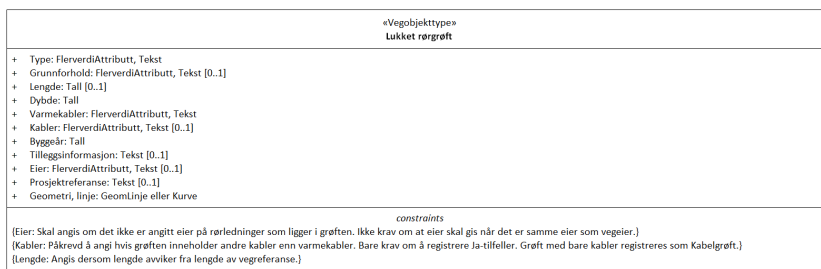 «Vegobjekttype»
Lukket rørgrøft
+ Type: FlerverdiAttributt, Tekst
+ Grunnforhold: FlerverdiAttributt, Tekst [0..1]
+ Lengde: Tall [0..1]
+ Dybde: Tall
+ Varmekabler: FlerverdiAttributt, Tekst
+ Kabler: FlerverdiAttributt, Tekst [0..1]
+ Byggeår: Tall
+ Tilleggsinformasjon: Tekst [0..1]
+ Eier: FlerverdiAttributt, Tekst [0..1]
+ Prosjektreferanse: Tekst [0..1]
+ Geometri, linje: GeomLinje eller Kurve
constraints
{Eier: Skal angis om det ikke er angitt eier på rørledninger som ligger i grøften. Ikke krav om at eier skal gis når det er samme eier som vegeier.}
{Kabler: Påkrevd å angi hvis grøften inneholder andre kabler enn varmekabler. Bare krav om å registrere Ja-tilfeller. Grøft med bare kabler registreres som Kabelgrøft.}
{Lengde: Angis dersom lengde avviker fra lengde av vegreferanse.}